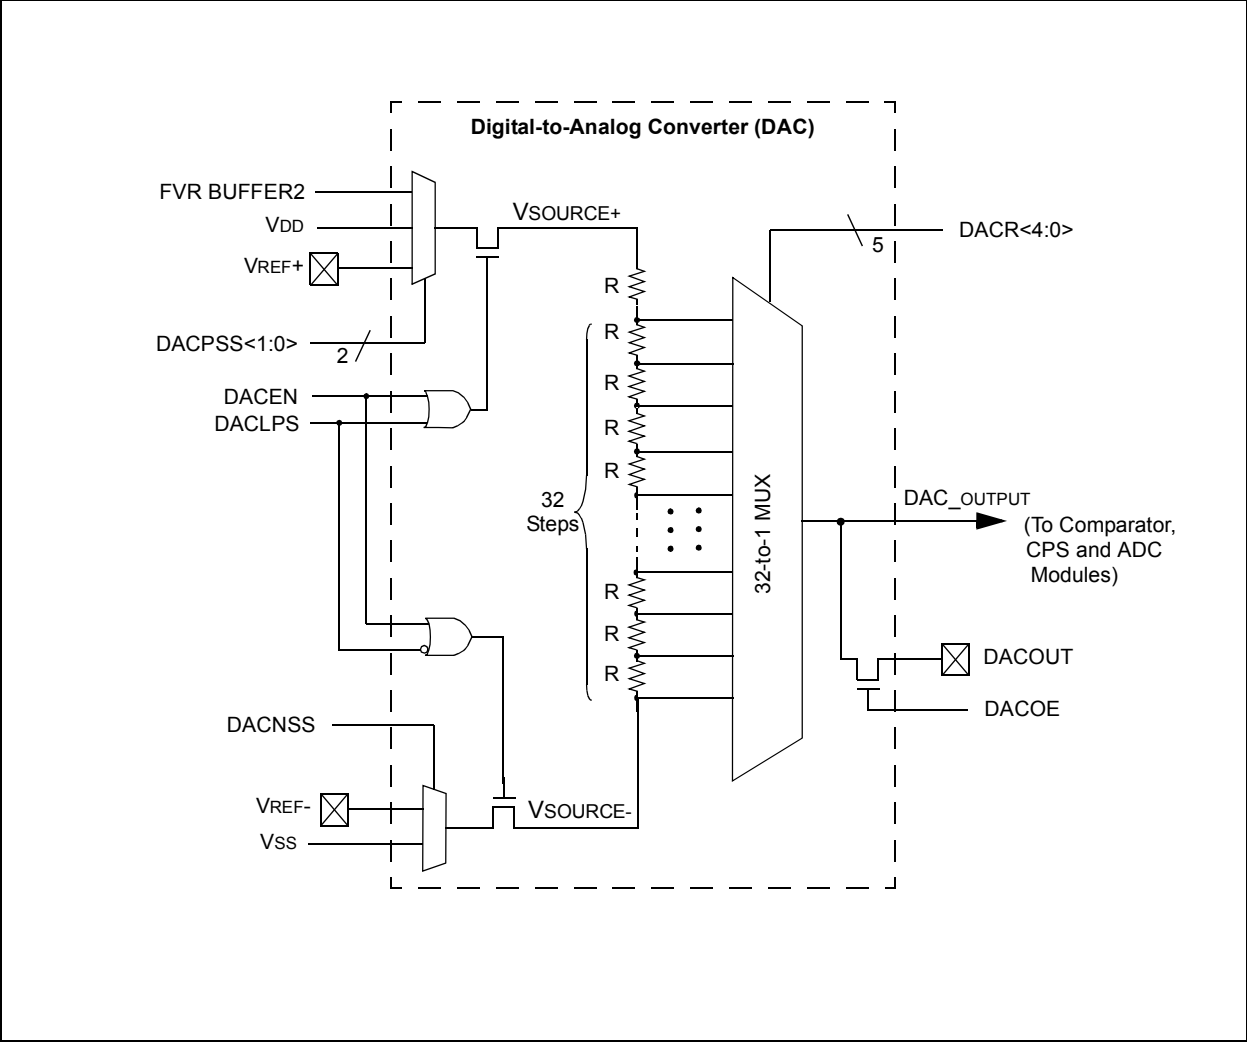 Digital-to-Analog Converter (DAC)
FVR BUFFER2
VDD
VREF+
VSOURCE+
DACR<4:0>
5
DACPSS<1:0>
2
DACEN
DACLPS
R
R
R
R
R
32
Steps
32-to-1 MUX
DAC_OUTPUT
(To Comparator,
CPS and ADC
Modules)
R
R
R
DACOUT
DACOE
DACNSS
VREF-
VSOURCE-
VSS